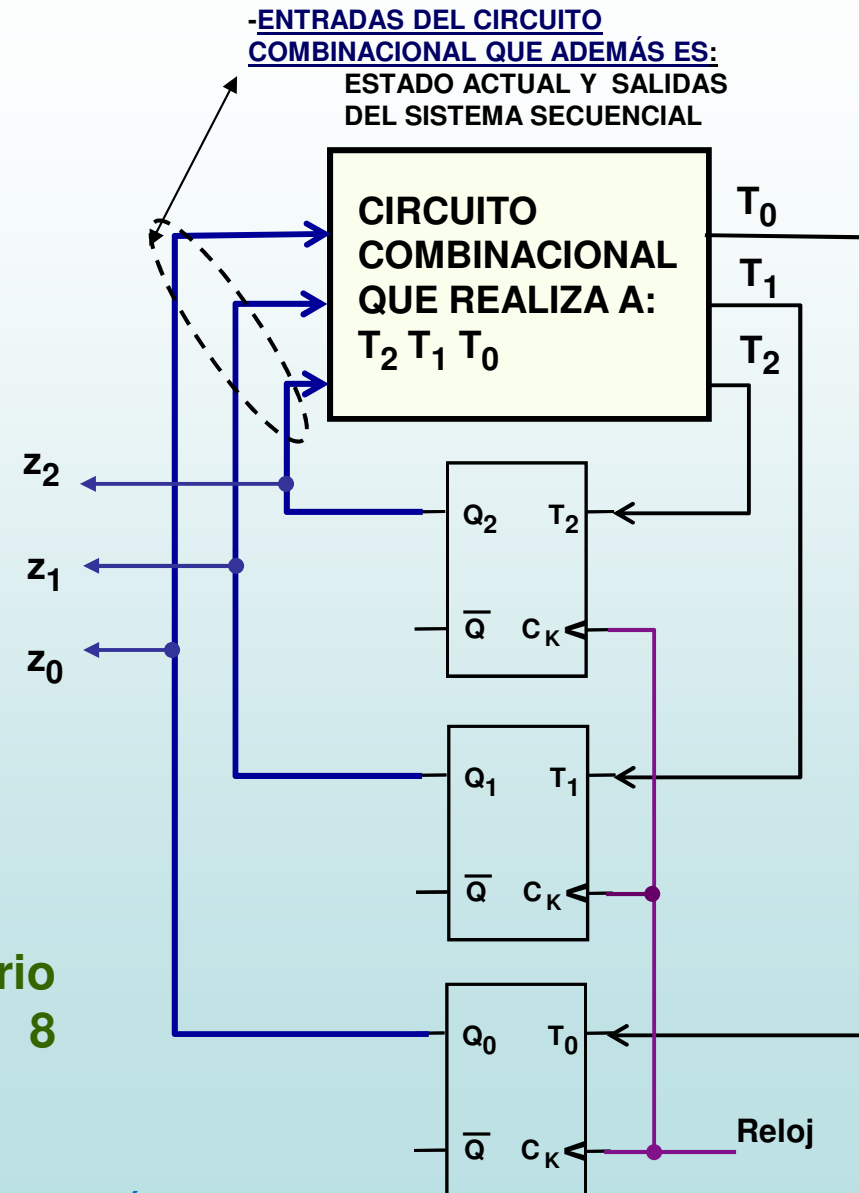 -ENTRADAS DEL CIRCUITO
COMBINACIONAL QUE ADEMÁS ES:
ESTADO ACTUAL Y SALIDAS
DEL SISTEMA SECUENCIAL
CIRCUITO
COMBINACIONAL
QUE REALIZA A:
T2 T1 T0
T0
T1
T2
z2
z1
z0
Q2 T2
Q̅ CK
Q1 T1
Q̅ CK
rio
8
Q0 T0
Q̅ CK
Reloj